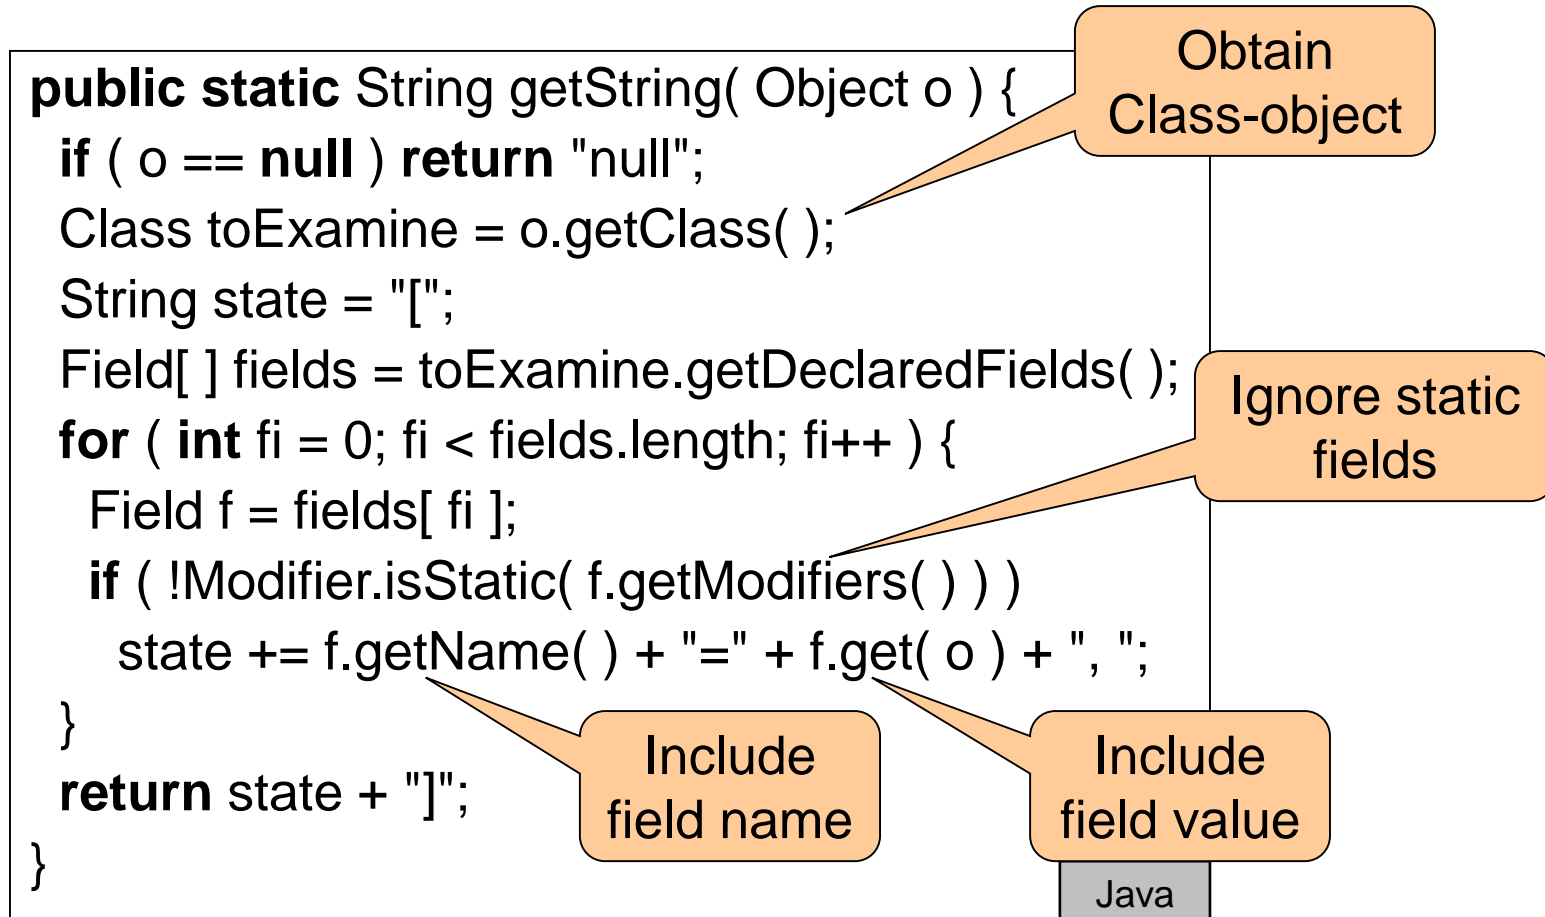 public static String getString( Object o ) {
if ( o == null ) return "null";
Class toExamine = o.getClass( );
String state = "[";
Field[ ] fields = toExamine.getDeclaredFields( );
for ( int fi = 0; fi < fields.length; fi++ ) {
Field f = fields[ fi ];
if ( !Modifier.isStatic( f.getModifiers( ) ) )
state += f.getName( ) + "=" + f.get( o ) + ", ";
}
return state + "]";
}
Obtain
Class-object
Ignore static
fields
Include
field name
Include
field value
Java